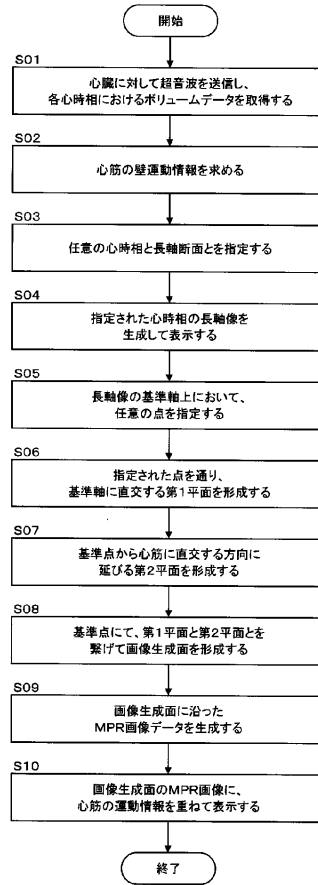 開始
S01
心臓に対して超音波を送信し、
各心時相におけるボリュームデータを取得する
S02
心筋の壁運動情報を求める
S03
任意の心時相と長軸断面とを指定する
S04
指定された心時相の長軸像を
生成して表示する
S05
長軸像の基準軸上において、
任意の点を指定する
S06
指定された点を通り、
基準軸に直交する第1平面を形成する
S07
基準点から心筋に直交する方向に
延びる第2平面を形成する
S08
基準点にて、第1平面と第2平面とを
繋げて画像生成面を形成する
S09
画像生成面に沿った
MPR画像データを生成する
S10
画像生成面のMPR画像に、
心筋の運動情報を重ねて表示する
終了